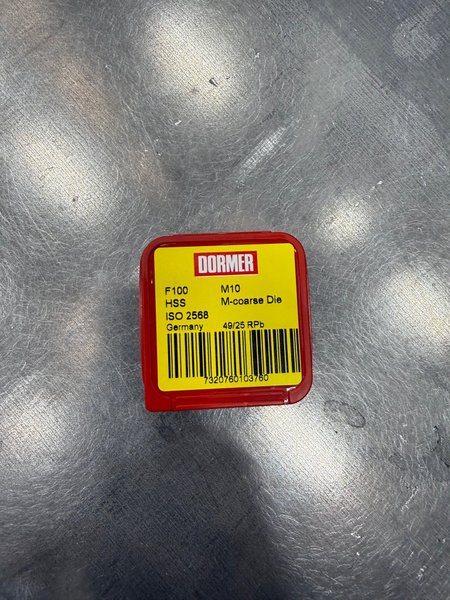 DORMER
F100 M10
HSS M-coarse Die
ISO 2568
Germany 49/25 RPb
7320760103760